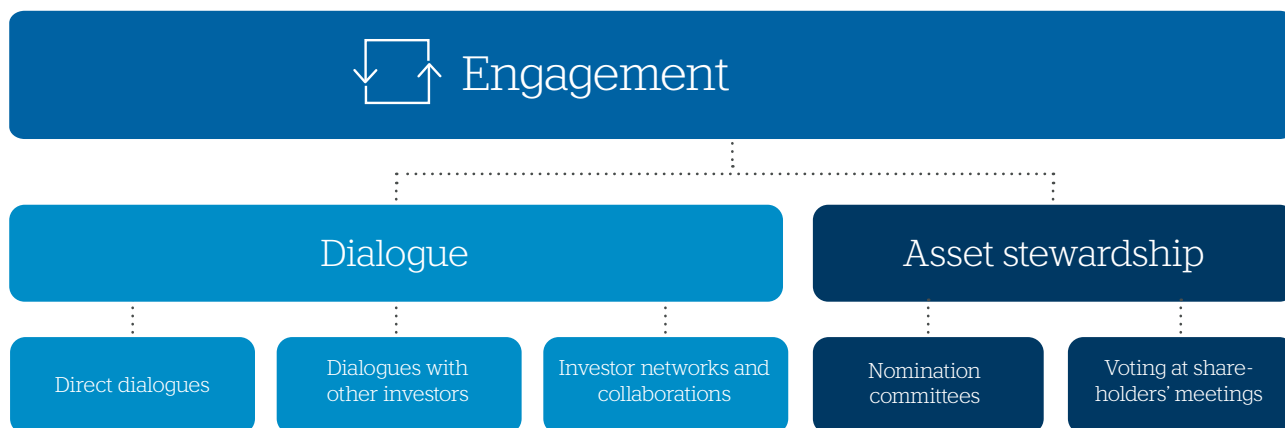 Engagement
Dialogue
Asset stewardship
Direct dialogues
Dialogues with
other investors
Investor networks and
collaborations
Nomination
committees
Voting at share-
holders' meetings